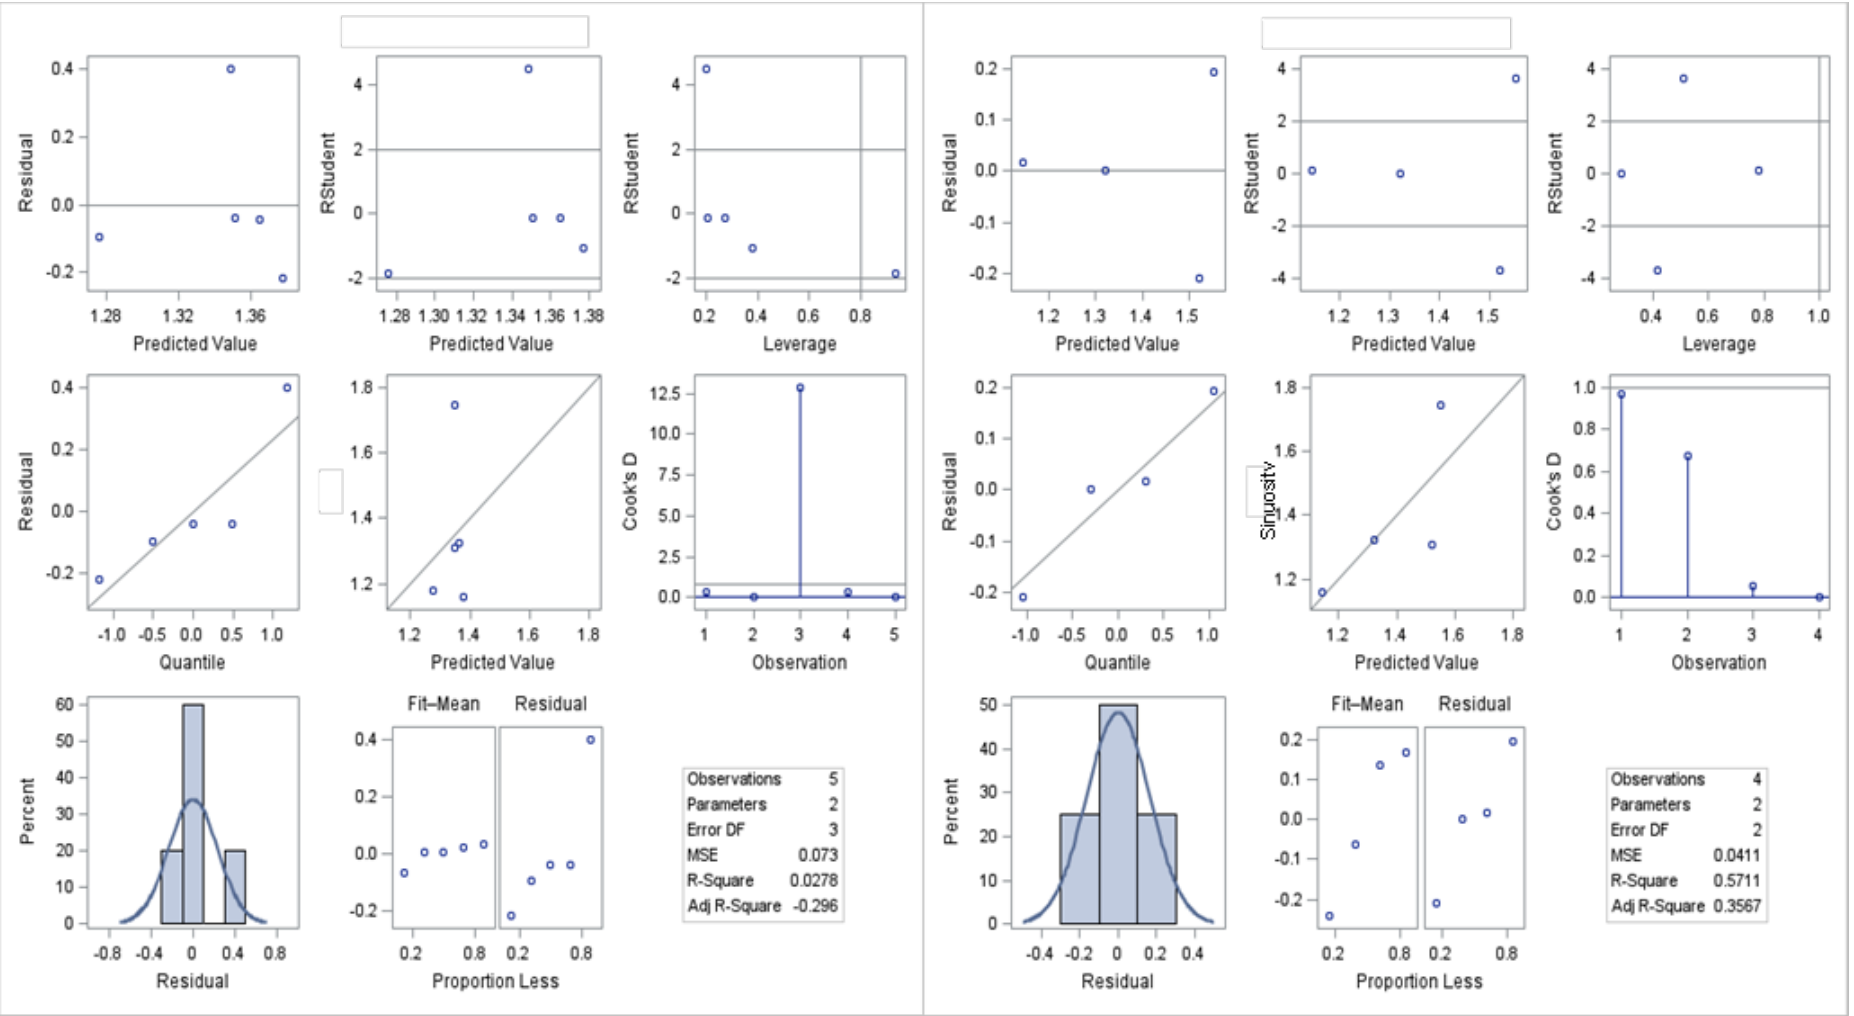 0.4
0.2
0.0
-0.2
Residual
1.28 1.32 1.36
Predicted Value
4
2
0
-2
RStudent
1.28 1.30 1.32 1.34 1.36 1.38
Predicted Value
4
2
0
-2
RStudent
0.2 0.4 0.6 0.8
Leverage
0.4
0.2
0.0
-0.2
Residual
-1.0 -0.5 0.0 0.5 1.0
Quantile
1.8
1.6
1.4
1.2
1.2 1.4 1.6 1.8
Predicted Value
12.5
10.0
7.5
5.0
2.5
0.0
Cook's D
1 2 3 4 5
Observation
60
50
40
30
20
10
0
Percent
-0.8 -0.4 0 0.4 0.8
Residual
Fit–Mean Residual
0.4
0.2
0.0
-0.2
0.2 0.8 0.2 0.8
Proportion Less
Observations 5
Parameters 2
Error DF 3
MSE 0.073
R-Square 0.0278
Adj R-Square -0.296
0.2
0.1
0.0
-0.1
-0.2
Residual
1.2 1.3 1.4 1.5
Predicted Value
4
2
0
-2
-4
RStudent
1.2 1.3 1.4 1.5
Predicted Value
4
2
0
-2
-4
RStudent
0.4 0.6 0.8 1.0
Leverage
0.2
0.1
0.0
-0.1
-0.2
Residual
-1.0 -0.5 0.0 0.5 1.0
Quantile
1.8
1.6
1.4
1.2
Sinuosity
1.2 1.4 1.6 1.8
Predicted Value
1.0
0.8
0.6
0.4
0.2
0.0
Cook's D
1 2 3 4
Observation
50
40
30
20
10
0
Percent
-0.4 -0.2 0 0.2 0.4
Residual
Fit–Mean Residual
0.2
0.1
0.0
-0.1
-0.2
0.2 0.8 0.2 0.8
Proportion Less
Observations 4
Parameters 2
Error DF 2
MSE 0.0411
R-Square 0.5711
Adj R-Square 0.3567